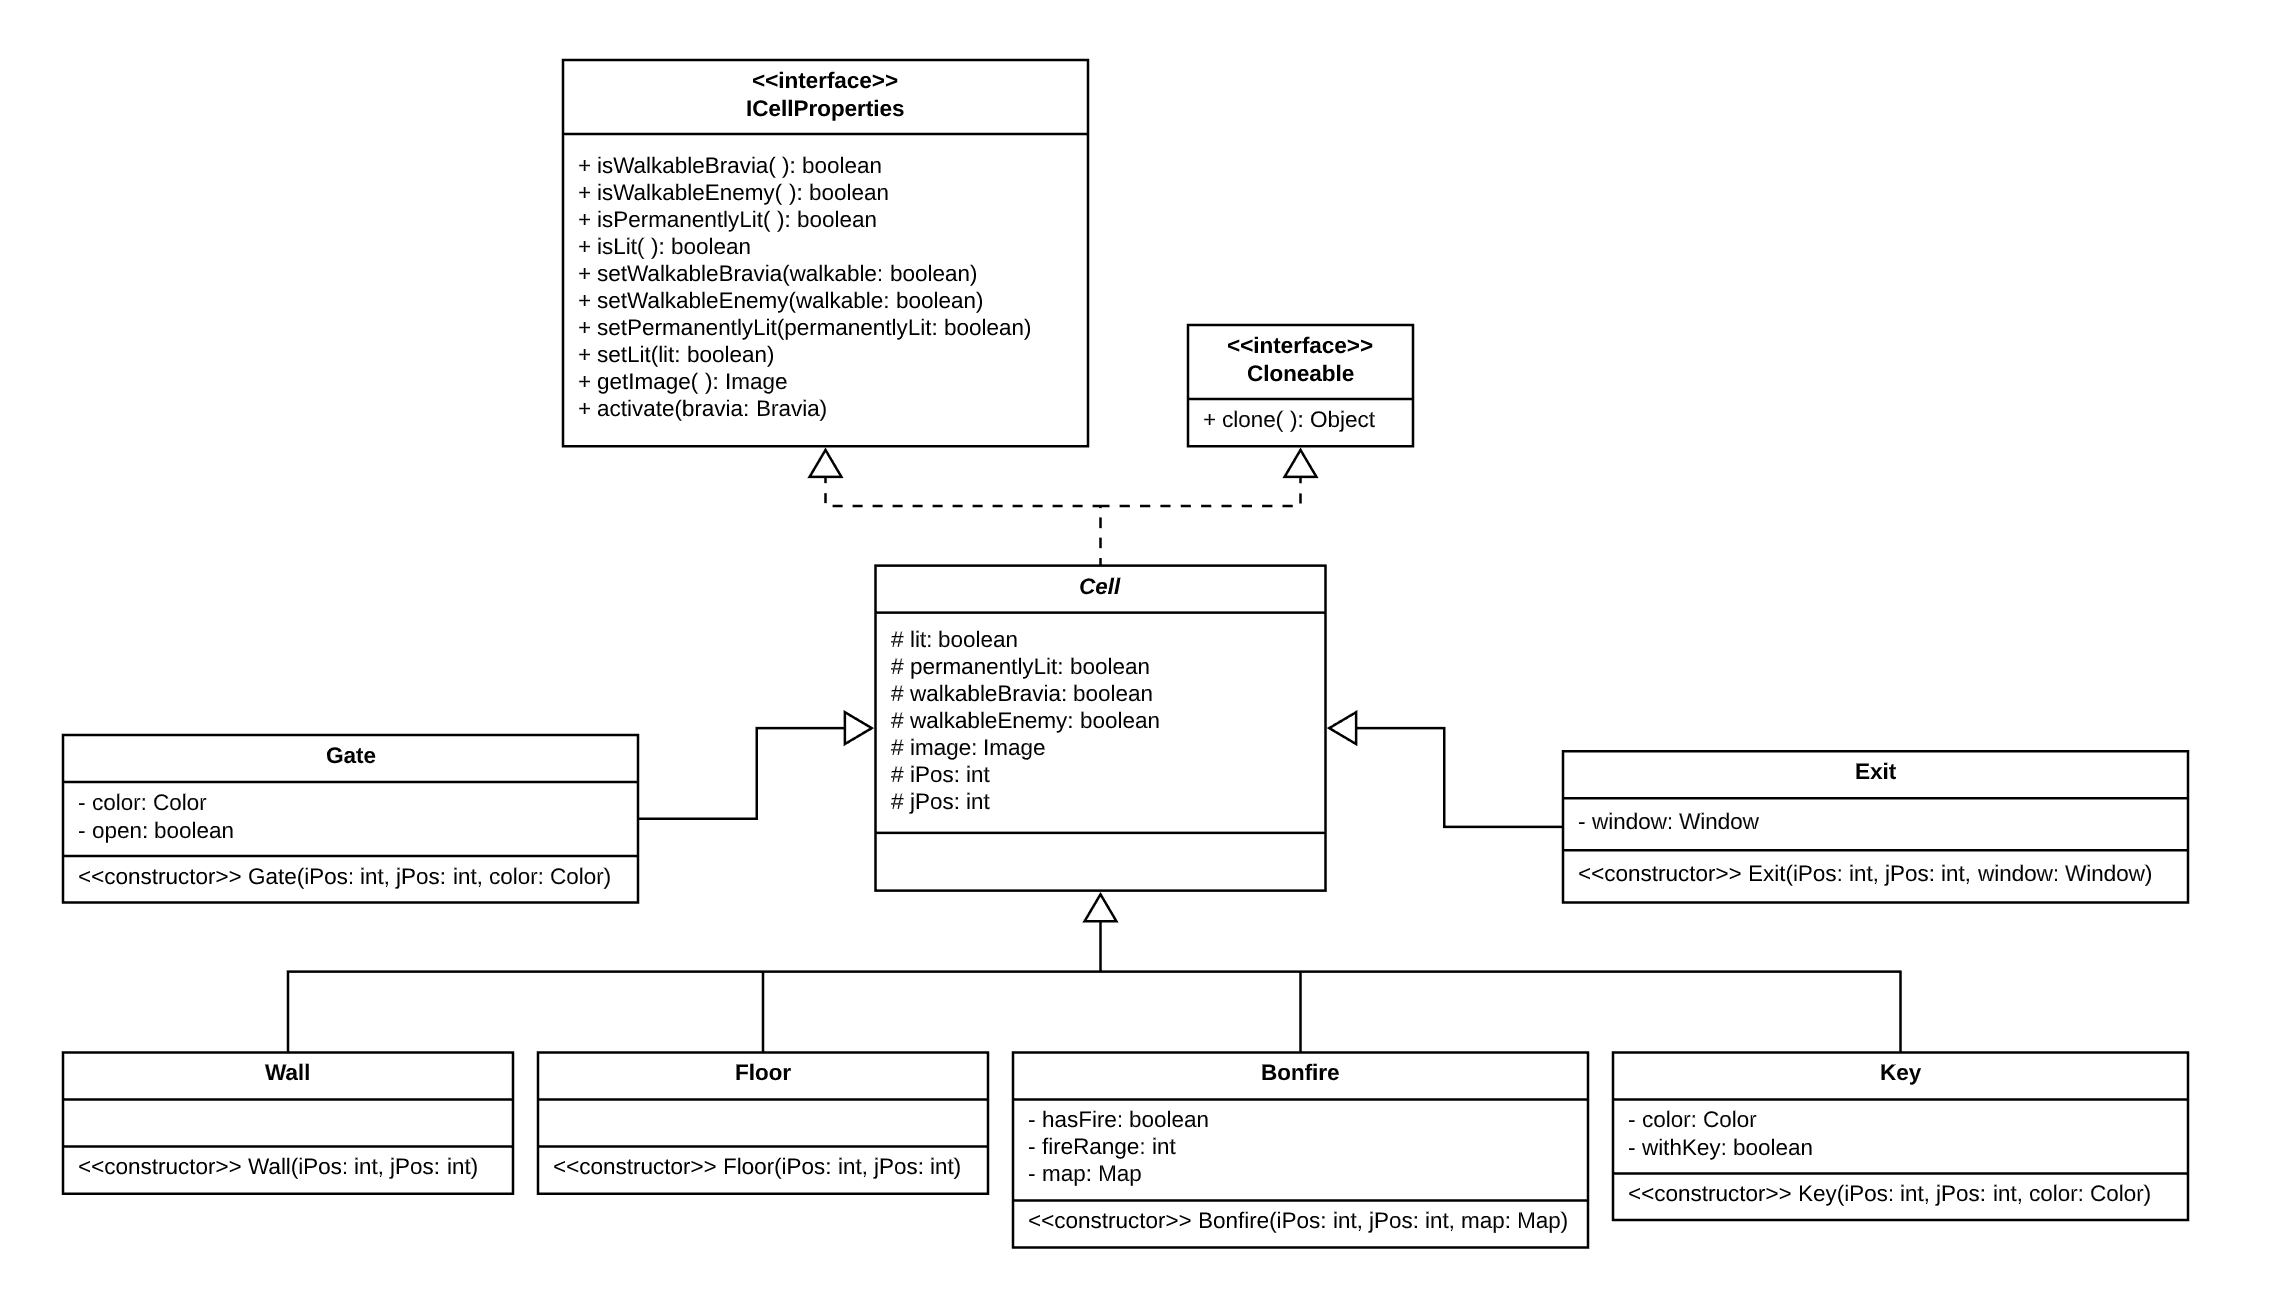 <<interface>>
ICellProperties
+ isWalkableBravia( ): boolean
+ isWalkableEnemy( ): boolean
+ isPermanentlyLit( ): boolean
+ isLit( ): boolean
+ setWalkableBravia(walkable: boolean)
+ setWalkableEnemy(walkable: boolean)
+ setPermanentlyLit(permanentlyLit: boolean)
+ setLit(lit: boolean)
+ getImage( ): Image
+ activate(bravia: Bravia)
<<interface>>
Cloneable
+ clone( ): Object
Cell
# lit: boolean
# permanentlyLit: boolean
# walkableBravia: boolean
# walkableEnemy: boolean
# image: Image
# iPos: int
# jPos: int
Gate
- color: Color
- open: boolean
<<constructor>> Gate(iPos: int, jPos: int, color: Color)
Exit
- window: Window
<<constructor>> Exit(iPos: int, jPos: int, window: Window)
Wall
<<constructor>> Wall(iPos: int, jPos: int)
Floor
<<constructor>> Floor(iPos: int, jPos: int)
Bonfire
- hasFire: boolean
- fireRange: int
- map: Map
<<constructor>> Bonfire(iPos: int, jPos: int, map: Map)
Key
- color: Color
- withKey: boolean
<<constructor>> Key(iPos: int, jPos: int, color: Color)